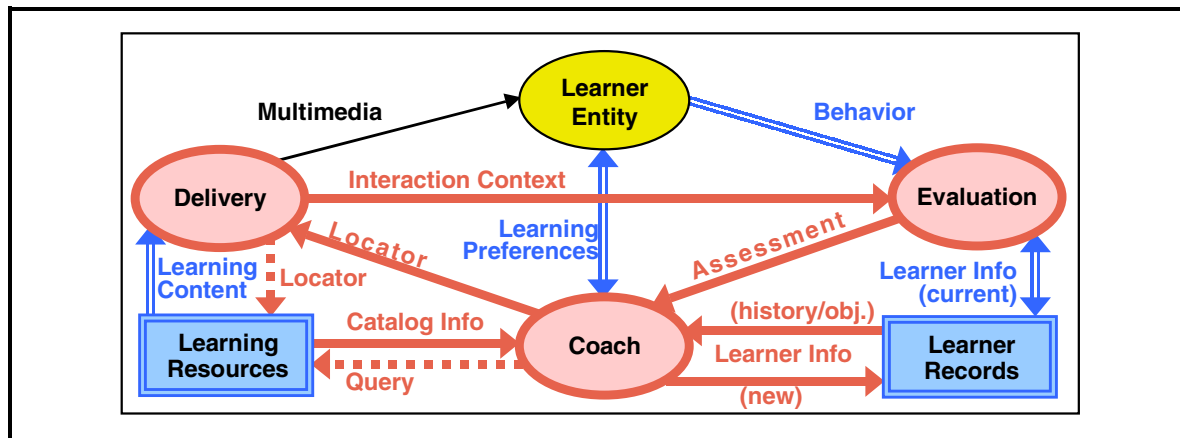 Learner
Entity
Multimedia
Behavior
Delivery
Interaction Context
Evaluation
Locator
Learning
Preferences
Assessment
Learning
Content
Locator
Learner Info
(current)
Catalog Info
(history/obj.)
Learning
Resources
Coach
Learner Info
Learner
Records
Query
(new)